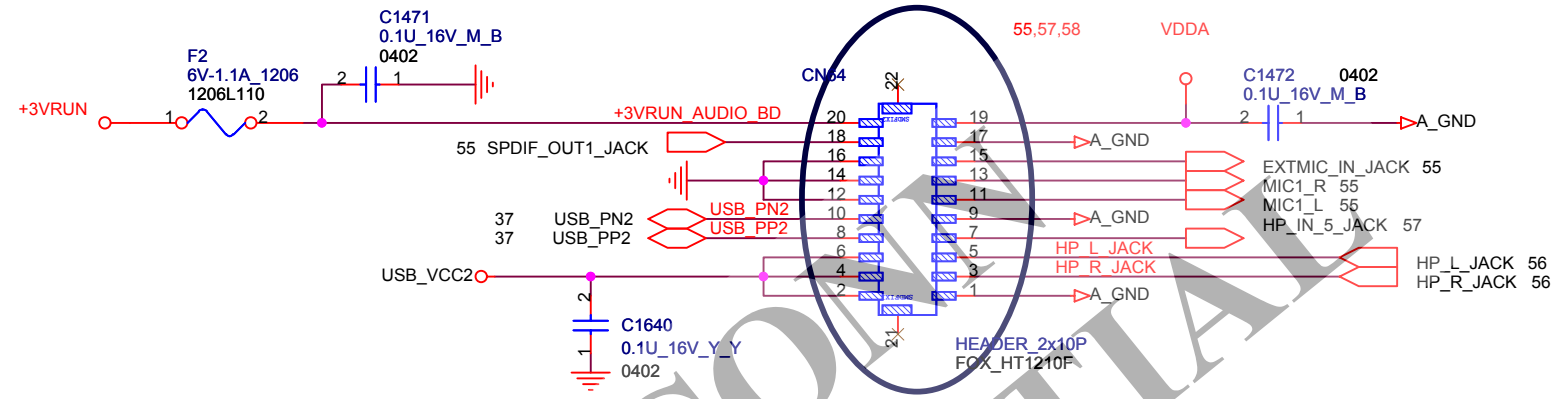 C1471
0.1U_16V_M_B
0402
F2
6V-1.1A_1206
1206L110
2 1
+3VRUN
1 2
CN54
22
55,57,58 VDDA
C1472 0402
0.1U_16V_M_B
2 1
A_GND
+3VRUN_AUDIO_BD
20 19
55 SPDIF_OUT1_JACK
18 17
A_GND
16 15
EXTMIC_IN_JACK 55
14 13
MIC1_R 55
12 11
MIC1_L 55
37 USB_PN2
USB_PN2
10 9
A_GND
HP_IN_5_JACK 57
37 USB_PP2
USB_PP2
8 7
6 5
HP_L_JACK
HP_L_JACK 56
USB_VCC2
4 3
HP_R_JACK
HP_R_JACK 56
2 1
A_GND
2
1
C1640
0.1U_16V_Y_Y
0402
21
HEADER_2x10P
FOX_HT1210F